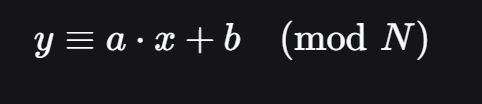 y ≡ a · x + b (mod N)